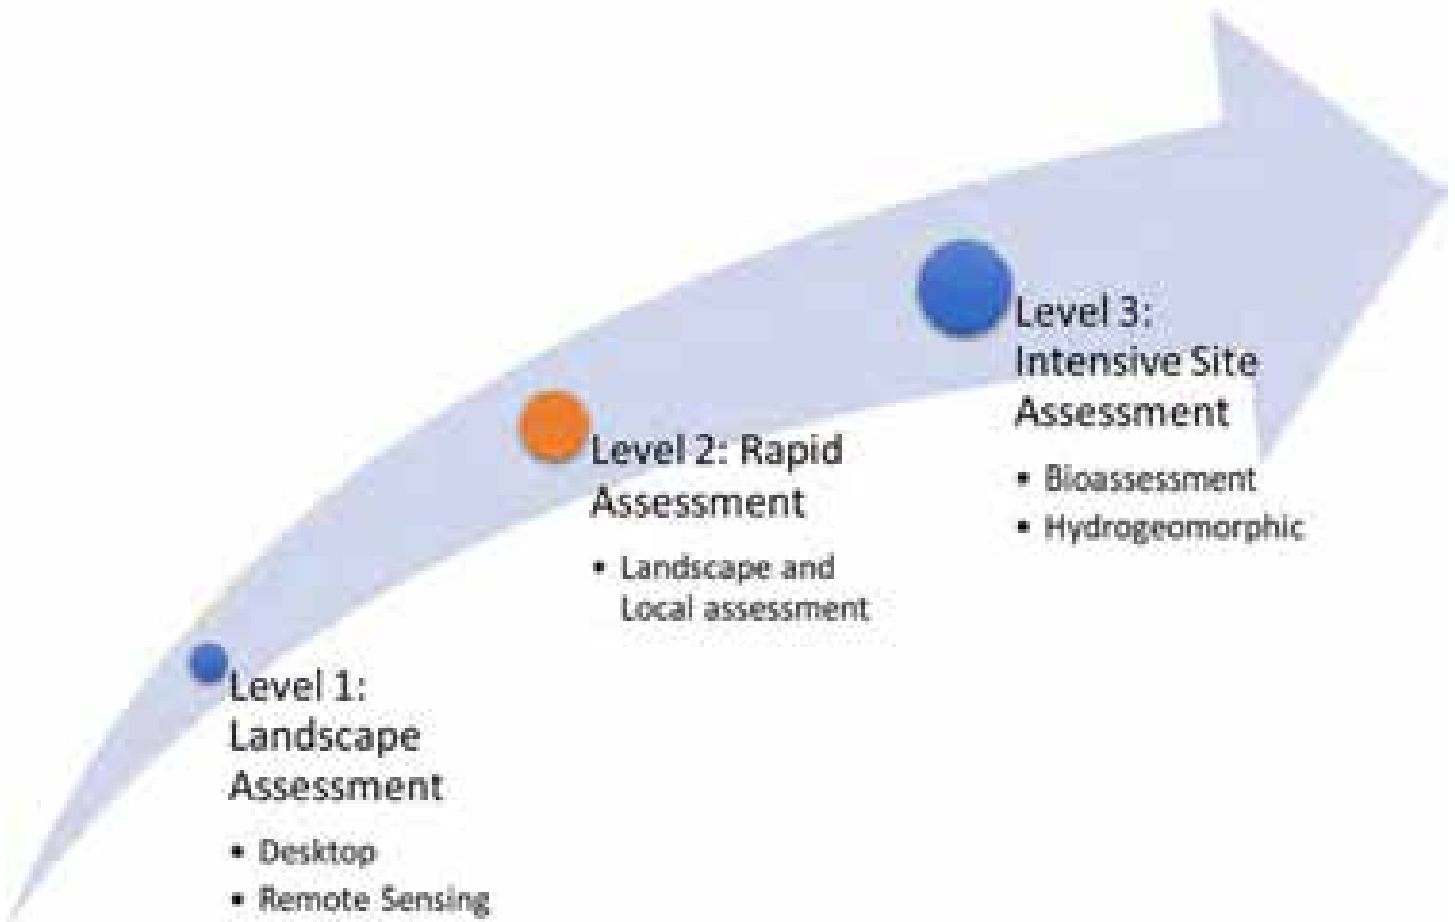 Level 1:
Landscape
Assessment
• Desktop
• Remote Sensing
Level 2: Rapid
Assessment
• Landscape and
Local assessment
Level 3:
Intensive Site
Assessment
• Bioassessment
• Hydrogeomorphic